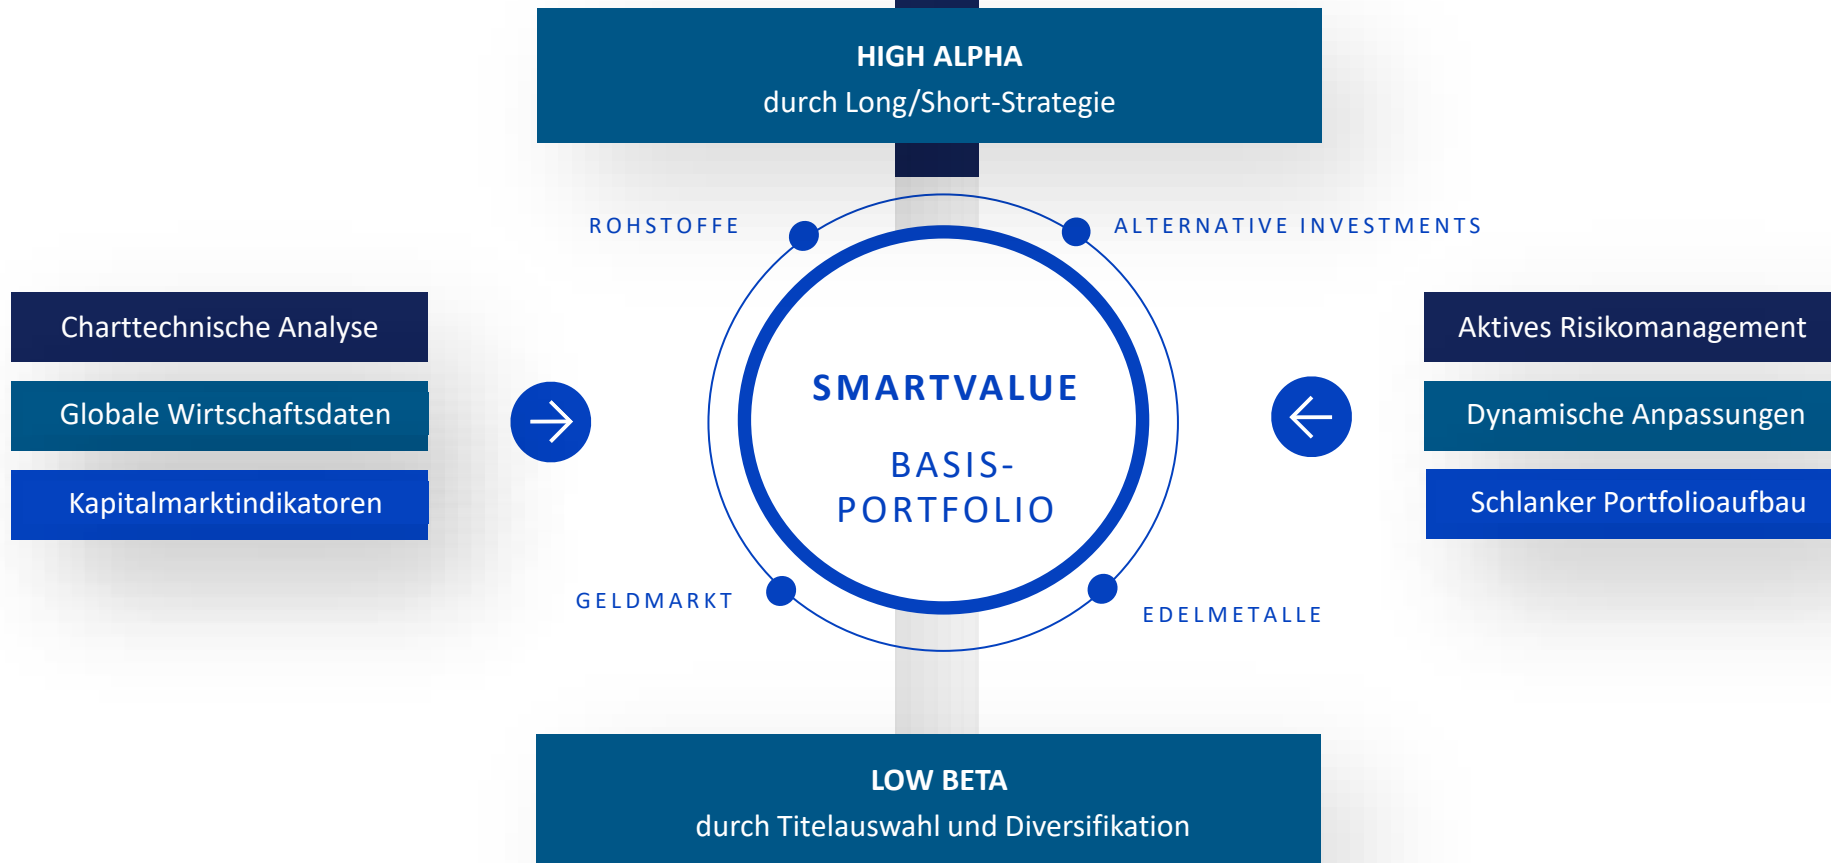 HIGH ALPHA
durch Long/Short-Strategie
ROHSTOFFE
ALTERNATIVE INVESTMENTS
Charttechnische Analyse
Globale Wirtschaftsdaten
Kapitalmarktindikatoren
SMARTVALUE
BASIS-
PORTFOLIO
Aktives Risikomanagement
Dynamische Anpassungen
Schlanker Portfolioaufbau
GELDMARKT
EDELMETALLE
LOW BETA
durch Titelauswahl und Diversifikation